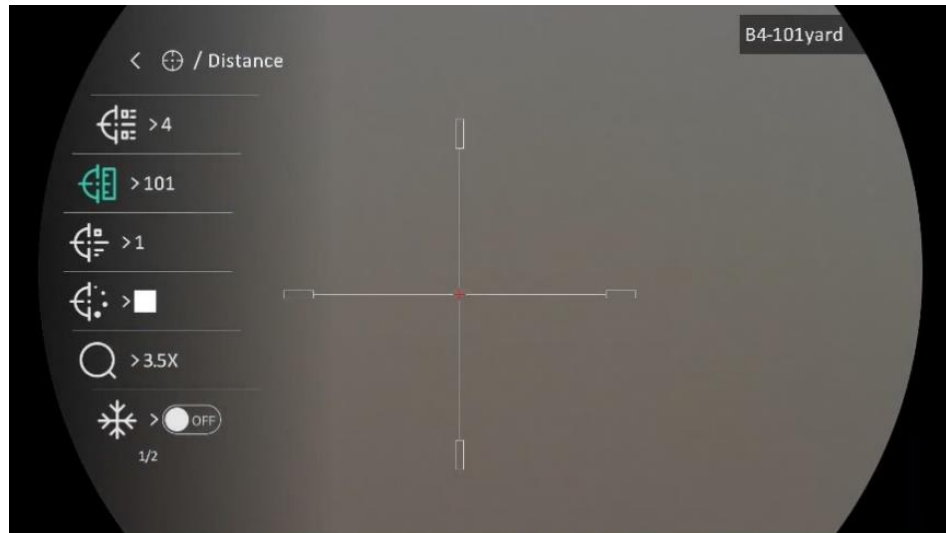 B4-101yard
< / Distance
>4
>101
>1
>
>3.5X
> OFF
1/2